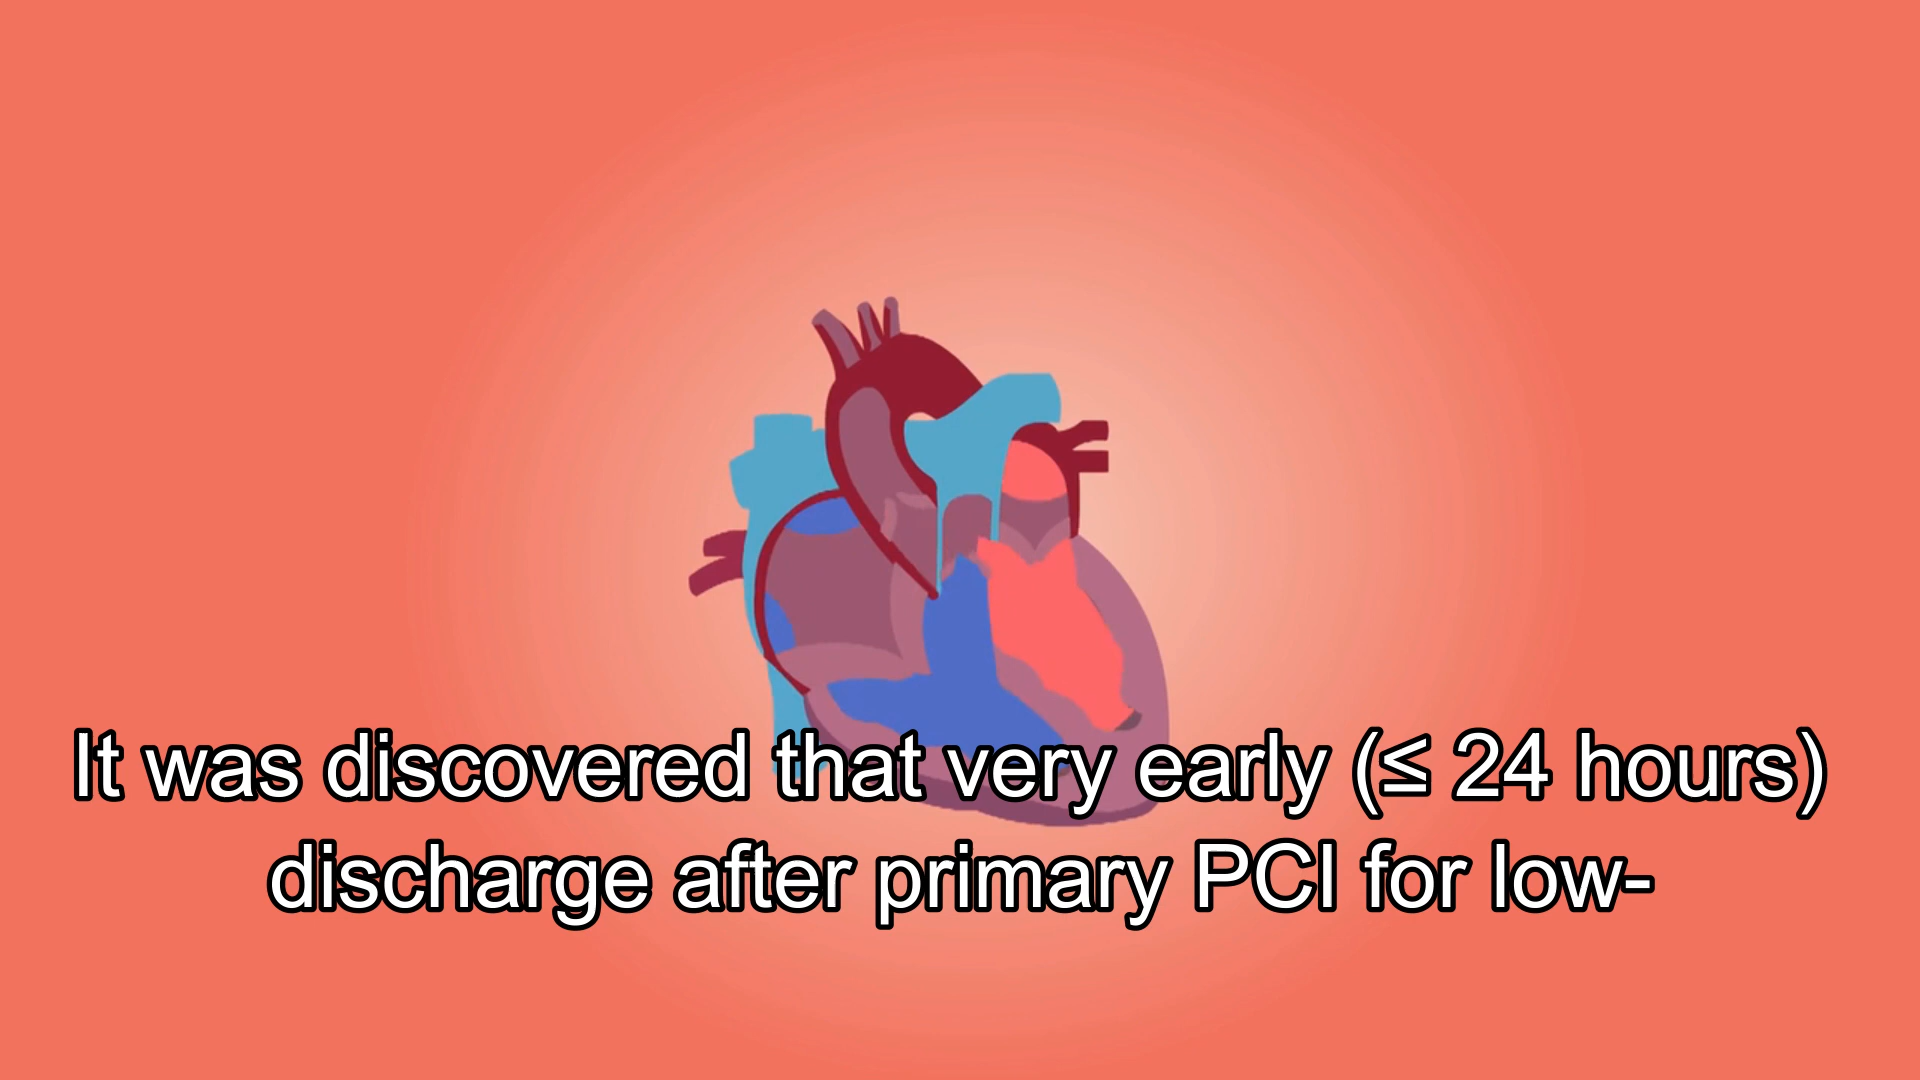 It was discovered that very early (≤ 24 hours)
discharge after primary PCI for low-